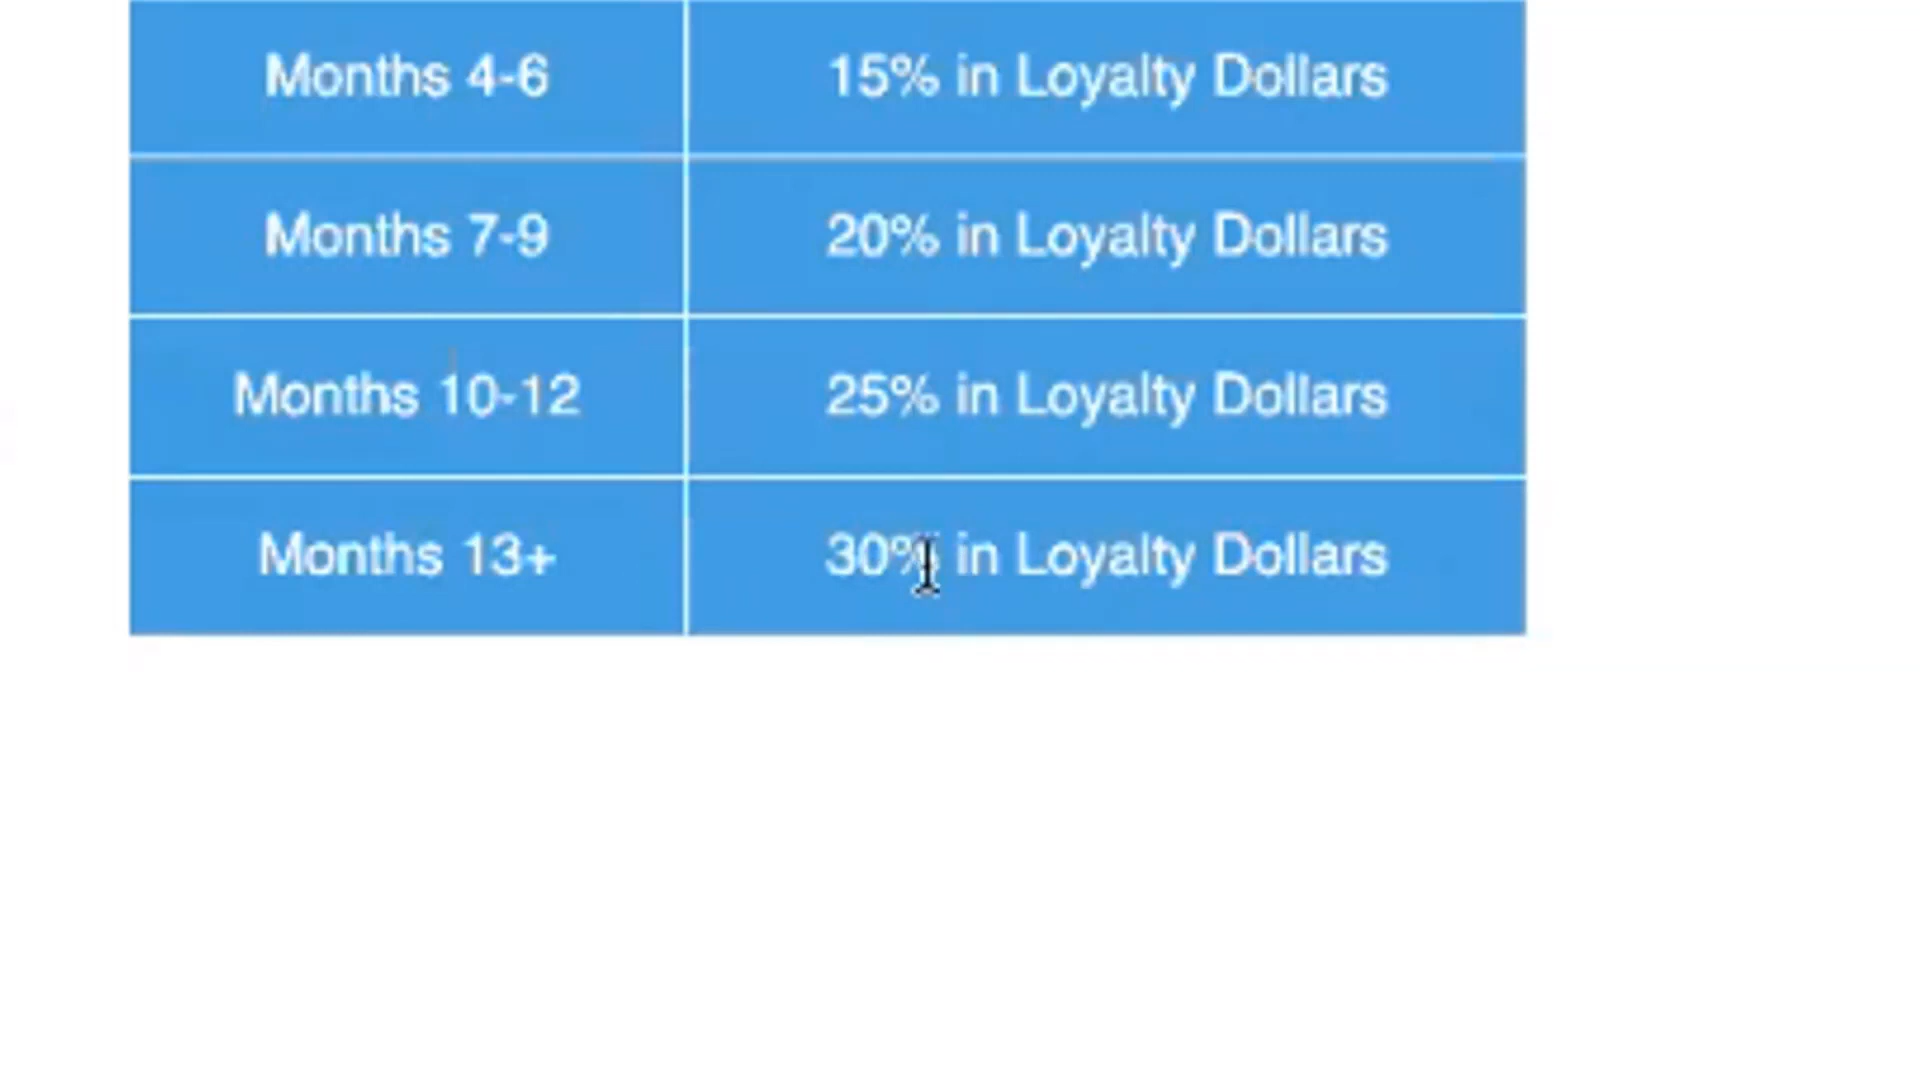 Months 4-6 15% in Loyalty Dollars
Months 7-9 20% in Loyalty Dollars
Months 10-12 25% in Loyalty Dollars
Months 13+ 30% in Loyalty Dollars